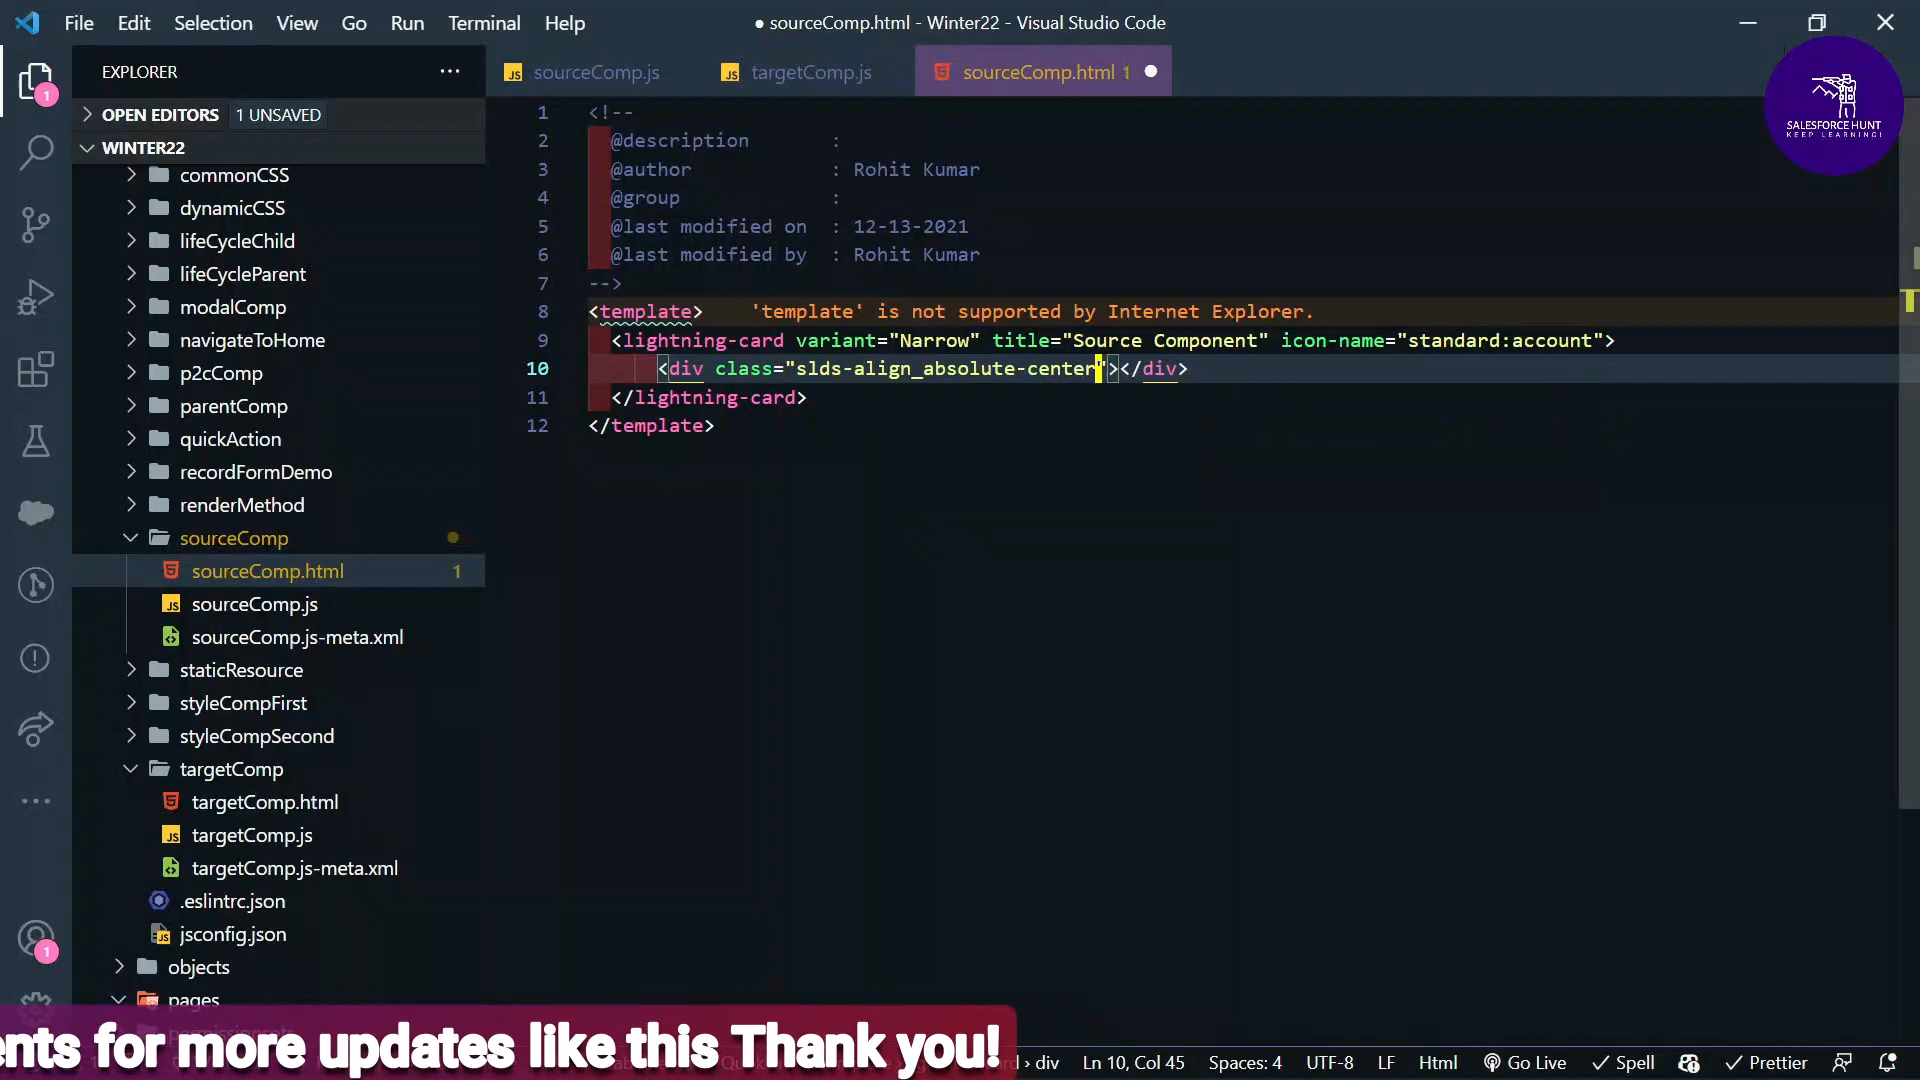 File Edit Selection View Go Run Terminal Help
● sourceComp.html - Winter22 - Visual Studio Code
EXPLORER
OPEN EDITORS 1 UNSAVED
WINTER22
commonCSS
dynamicCSS
lifeCycleChild
lifeCycleParent
modalComp
navigateToHome
p2cComp
parentComp
quickAction
recordFormDemo
renderMethod
sourceComp
sourceComp.html 1
sourceComp.js
sourceComp.js-meta.xml
staticResource
styleCompFirst
styleCompSecond
targetComp
targetComp.html
targetComp.js
targetComp.js-meta.xml
.eslintrc.json
jsconfig.json
objects
pages
1
1
sourceComp.js targetComp.js sourceComp.html 1
SALESFORCE HUNT
KEEP LEARNING!
1 <!--
2 @description :
3 @author : Rohit Kumar
4 @group :
5 @last modified on : 12-13-2021
6 @last modified by : Rohit Kumar
7 -->
8 <template> 'template' is not supported by Internet Explorer.
9 <lightning-card variant="Narrow" title="Source Component" icon-name="standard:account">
10 <div class="slds-align_absolute-center"></div>
11 </lightning-card>
12 </template>
ents for more updates like this Thank you!
› div Ln 10, Col 45 Spaces: 4 UTF-8 LF Html Go Live Spell Prettier